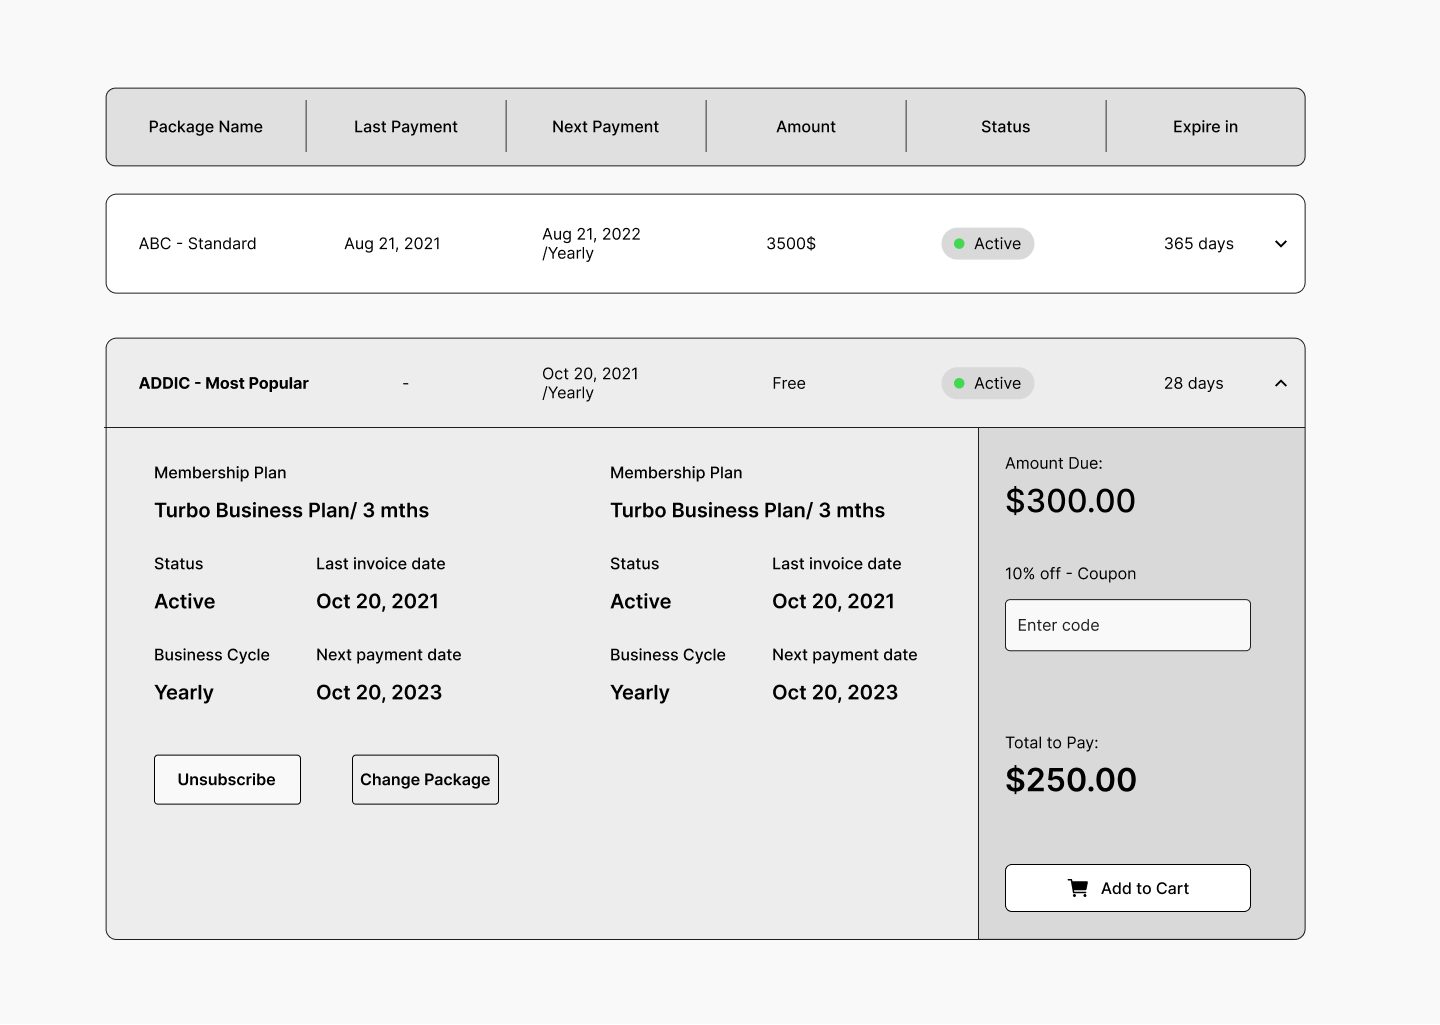 Package Name
Last Payment
Next Payment
Amount
Status
Expire in
ABC - Standard
Aug 21, 2021
Aug 21, 2022
/Yearly
3500$
Active
365 days
ADDIC - Most Popular
-
Oct 20, 2021
/Yearly
Free
Active
28 days
Membership Plan
Turbo Business Plan/ 3 mths
Status
Last invoice date
Active
Oct 20, 2021
Business Cycle
Next payment date
Yearly
Oct 20, 2023
Unsubscribe
Change Package
Membership Plan
Turbo Business Plan/ 3 mths
Status
Last invoice date
Active
Oct 20, 2021
Business Cycle
Next payment date
Yearly
Oct 20, 2023
Amount Due:
$300.00
10% off - Coupon
Enter code
Total to Pay:
$250.00
Add to Cart